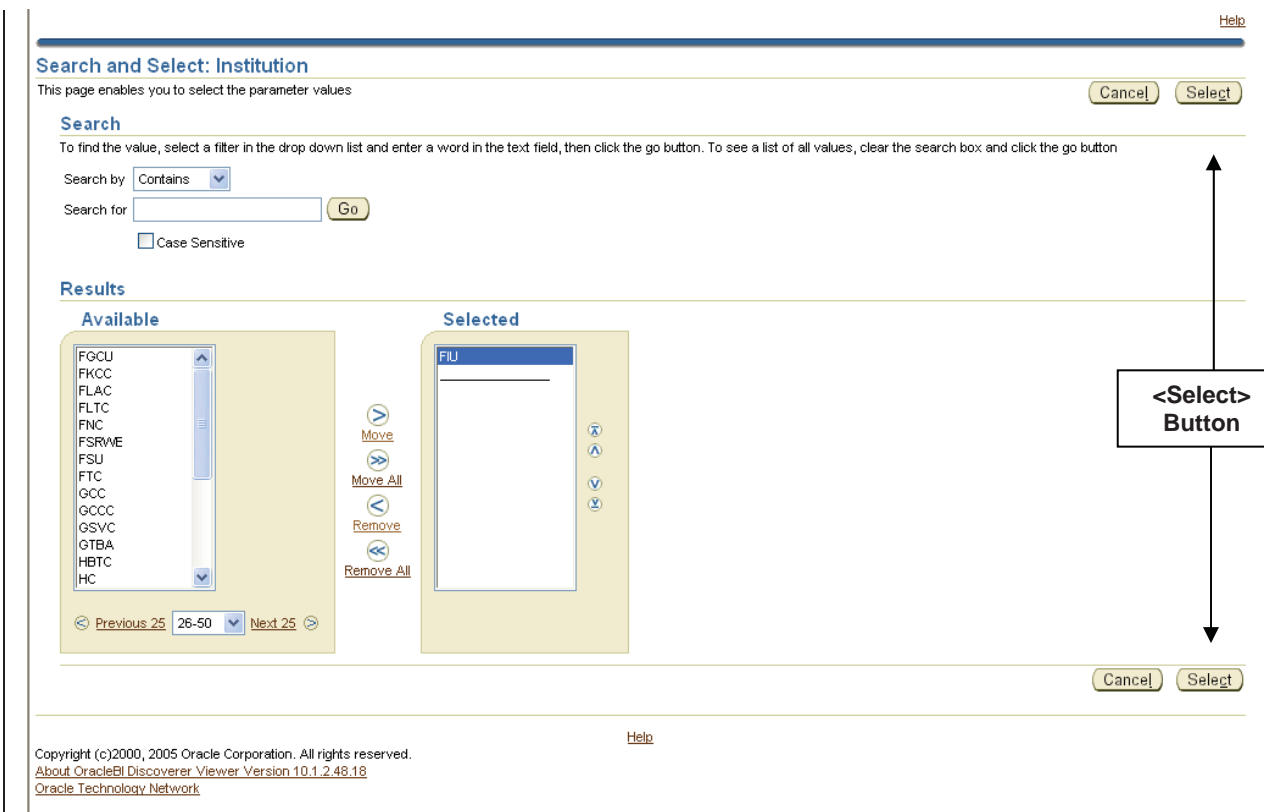 Help
Search and Select: Institution
This page enables you to select the parameter values
Cancel Select
Search
To find the value, select a filter in the drop down list and enter a word in the text field, then click the go button. To see a list of all values, clear the search box and click the go button
Search by Contains
Search for Go
Case Sensitive
Results
Available
FGCU
FKCC
FLAC
FLTC
FNC
FSRWE
FSU
FTC
GCC
GCCC
GSVC
GTBA
HBTC
HC
Previous 25 26-50 Next 25
Move
Move All
Remove
Remove All
Selected
FIU
<Select>
Button
Cancel Select
Help
Copyright (c)2000, 2005 Oracle Corporation. All rights reserved.
About OracleBI Discoverer Viewer Version 10.1.2.48.18
Oracle Technology Network